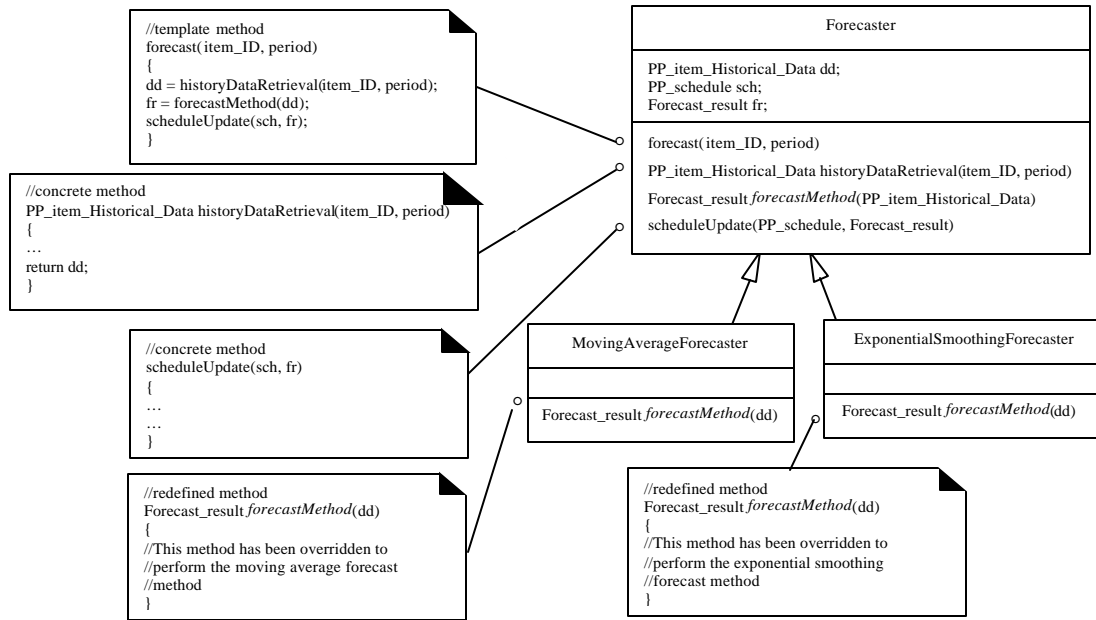 //template method
forecast(item_ID, period)
{
dd = historyDataRetrieval(item_ID, period);
fr = forecastMethod(dd);
scheduleUpdate(sch, fr);
}
Forecaster
PP_item_Historical_Data dd;
PP_schedule sch;
Forecast_result fr;
forecast(item_ID, period)
PP_item_Historical_Data historyDataRetrieval(item_ID, period)
Forecast_result forecastMethod(PP_item_Historical_Data)
scheduleUpdate(PP_schedule, Forecast_result)
//concrete method
PP_item_Historical_Data historyDataRetrieval(item_ID, period)
{
…
return dd;
}
//concrete method
scheduleUpdate(sch, fr)
{
…
…
}
MovingAverageForecaster
Forecast_result forecastMethod(dd)
ExponentialSmoothingForecaster
Forecast_result forecastMethod(dd)
//redefined method
Forecast_result forecastMethod(dd)
{
//This method has been overridden to
//perform the moving average forecast
//method
}
//redefined method
Forecast_result forecastMethod(dd)
{
//This method has been overridden to
//perform the exponential smoothing
//forecast method
}